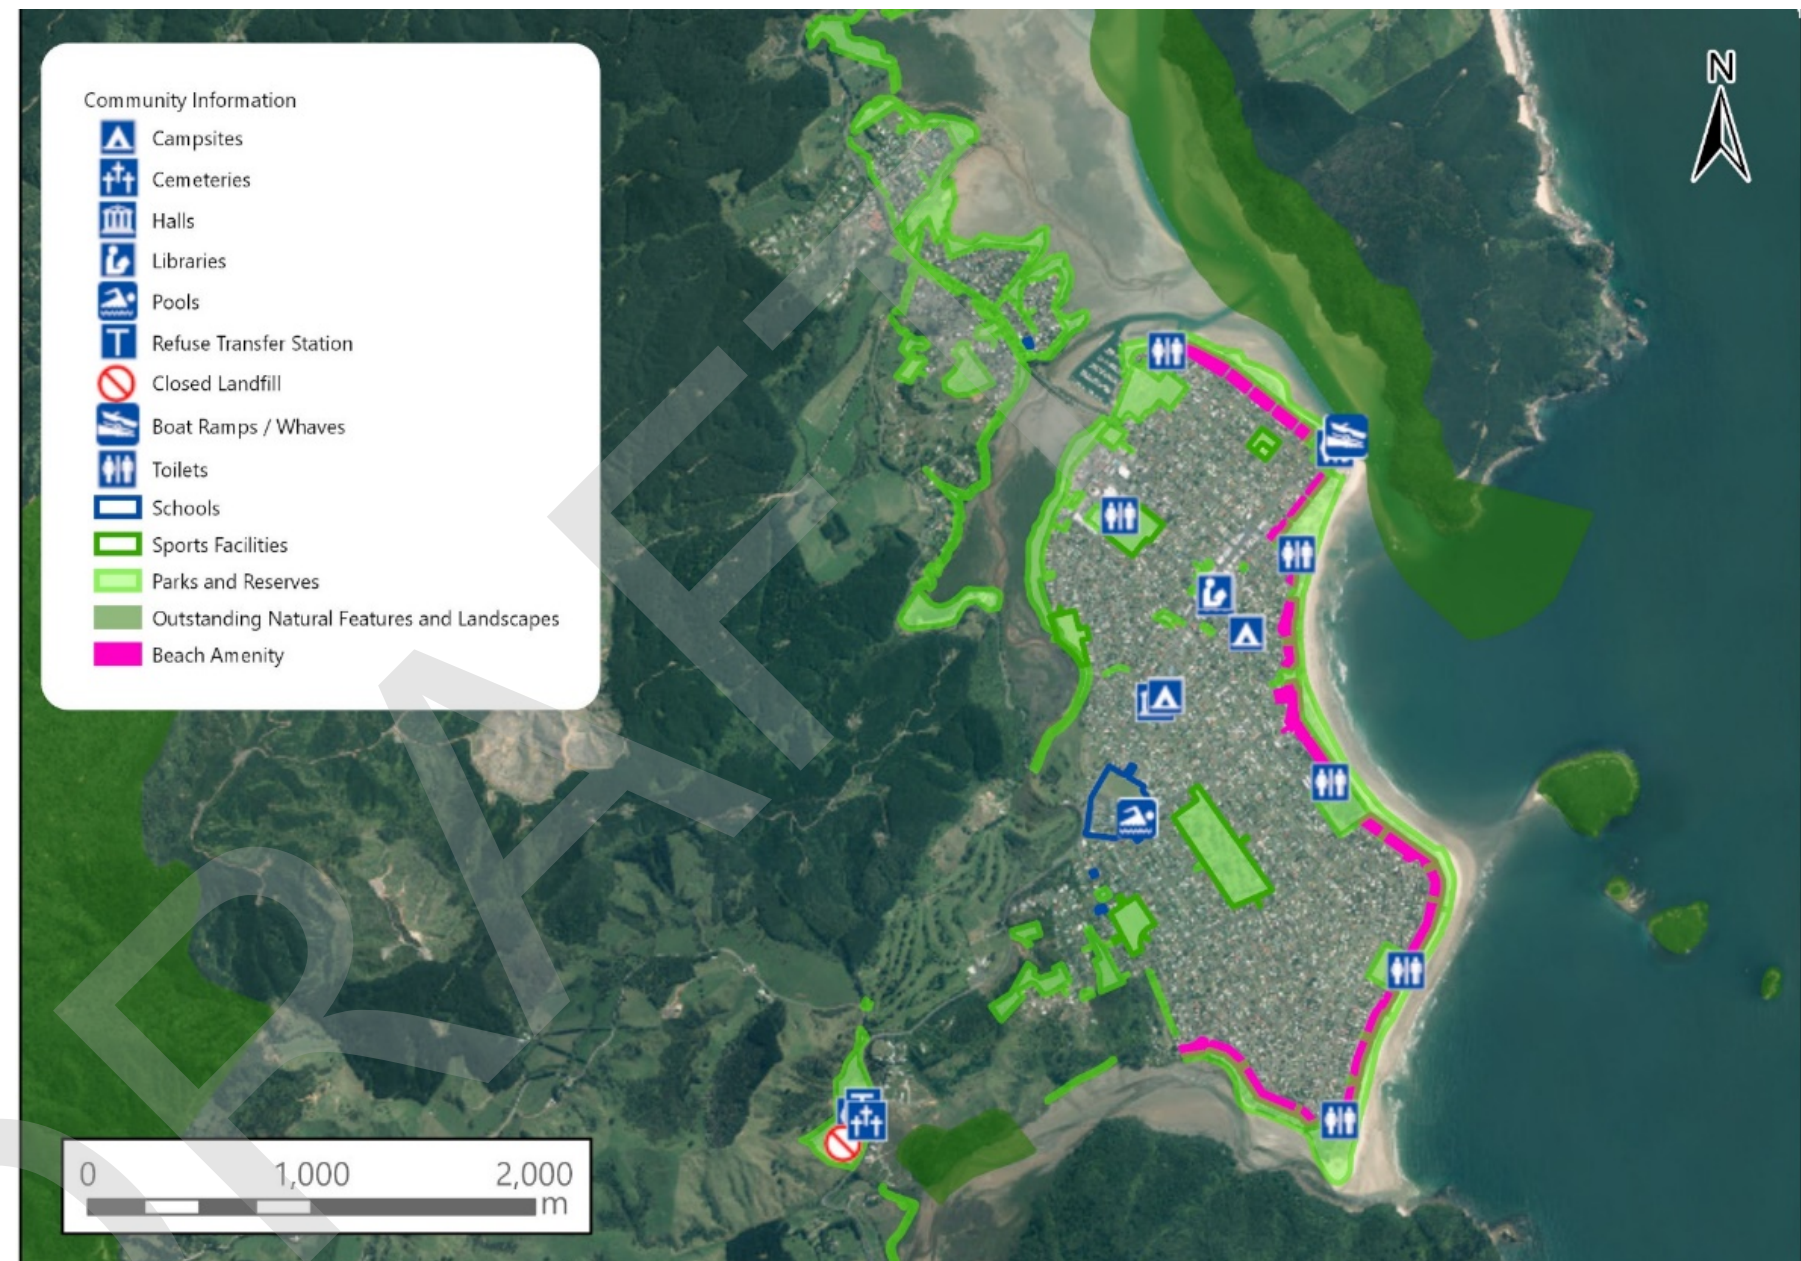 Community Information
Campsites
Cemeteries
Halls
Libraries
Pools
Refuse Transfer Station
Closed Landfill
Boat Ramps / Whaves
Toilets
Schools
Sports Facilities
Parks and Reserves
Outstanding Natural Features and Landscapes
Beach Amenity
N
DRAFT
0 1,000 2,000
m